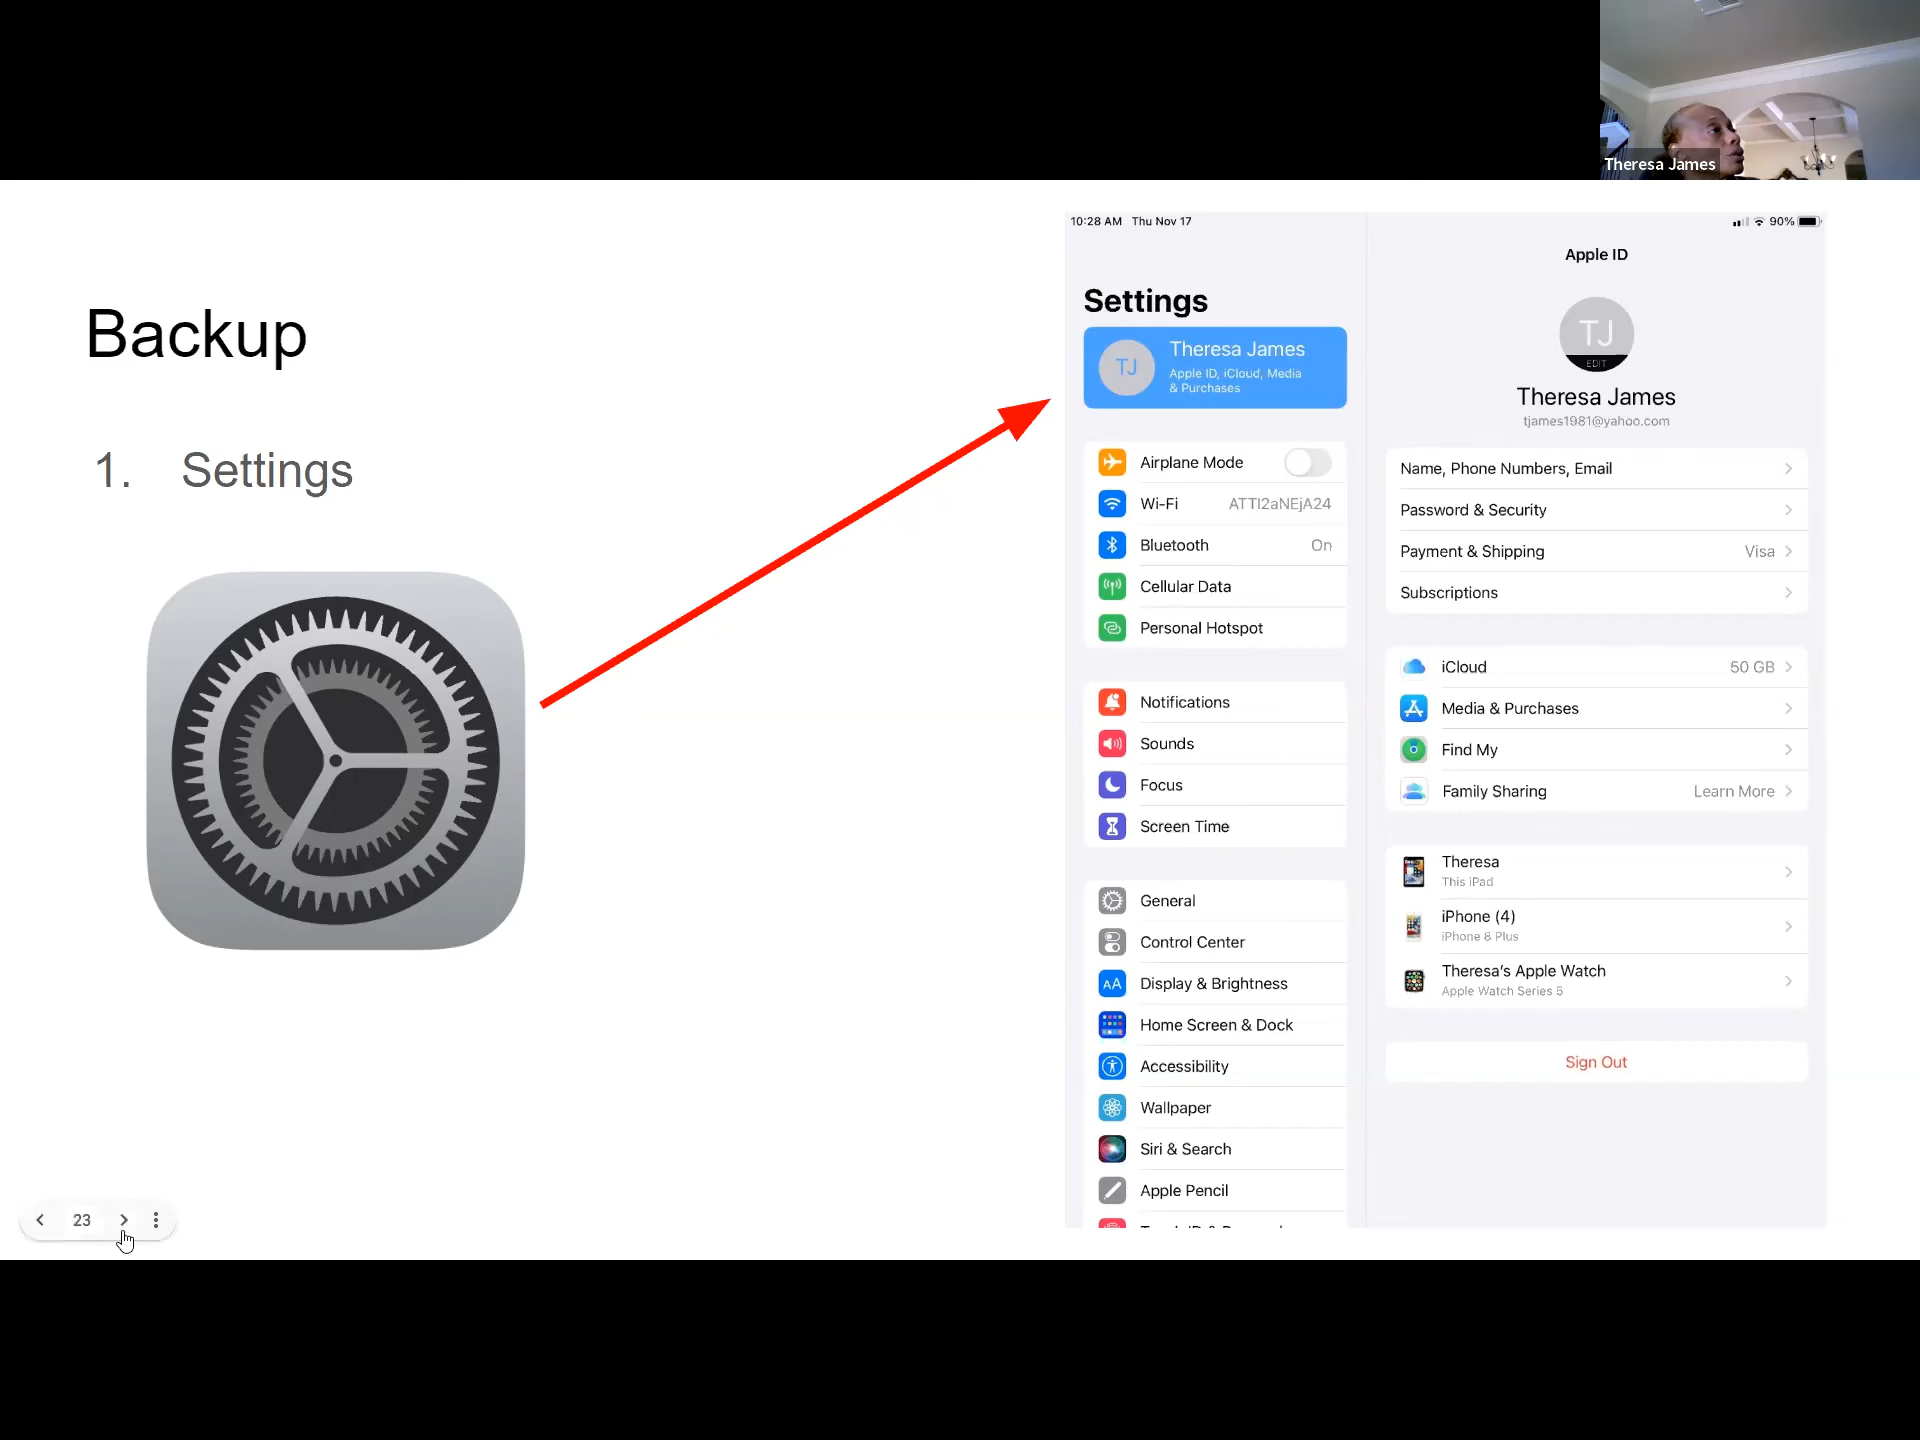 Theresa James
Backup
1. Settings
23
10:28 AM Thu Nov 17
90%
Settings
TJ
Theresa James
Apple ID, iCloud, Media
& Purchases
Airplane Mode
Wi-Fi ATTI2aNEjA24
Bluetooth On
Cellular Data
Personal Hotspot
Notifications
Sounds
Focus
Screen Time
General
Control Center
AA Display & Brightness
Home Screen & Dock
Accessibility
Wallpaper
Siri & Search
Apple Pencil
Apple ID
TJ
EDIT
Theresa James
tjames1981@yahoo.com
Name, Phone Numbers, Email
Password & Security
Payment & Shipping Visa
Subscriptions
iCloud 50 GB
Media & Purchases
Find My
Family Sharing Learn More
Theresa
This iPad
iPhone (4)
iPhone 8 Plus
Theresa's Apple Watch
Apple Watch Series 5
Sign Out